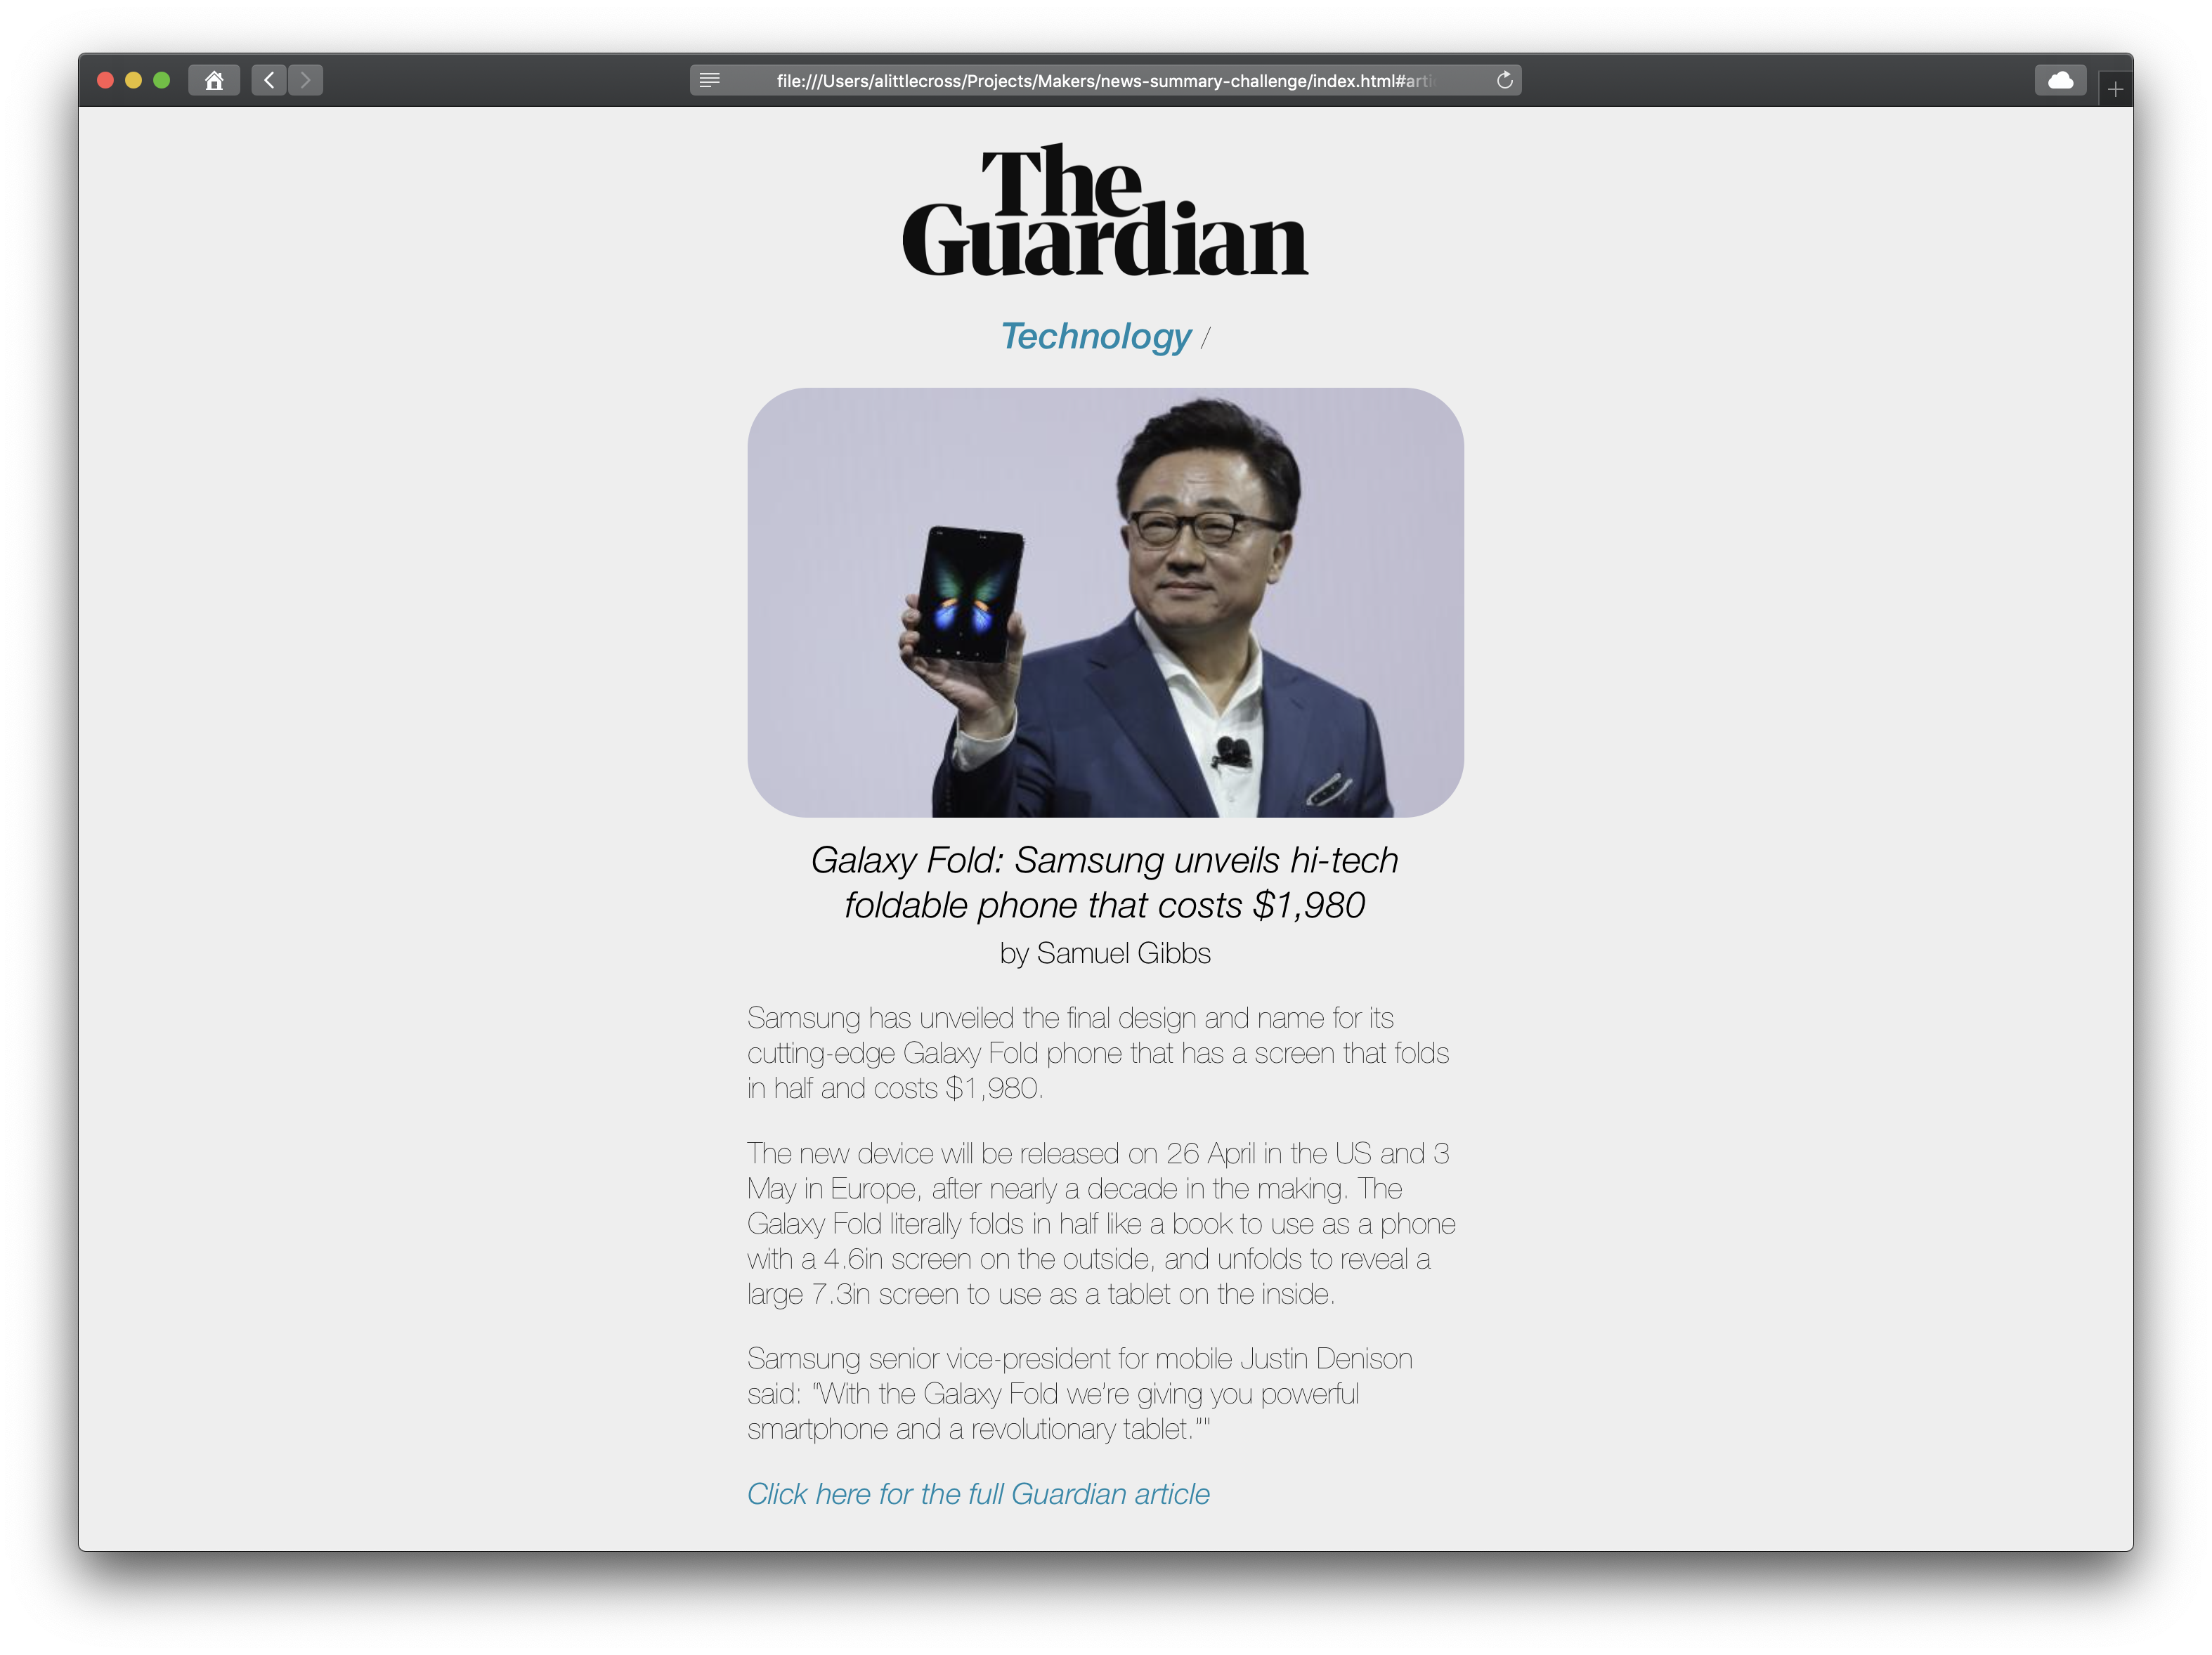 file:///Users/alittlecross/Projects/Makers/news-summary-challenge/index.html#arti
The
Guardian
Technology /
Galaxy Fold: Samsung unveils hi-tech
foldable phone that costs $1,980
by Samuel Gibbs
Samsung has unveiled the final design and name for its
cutting-edge Galaxy Fold phone that has a screen that folds
in half and costs $1,980.
The new device will be released on 26 April in the US and 3
May in Europe, after nearly a decade in the making. The
Galaxy Fold literally folds in half like a book to use as a phone
with a 4.6in screen on the outside, and unfolds to reveal a
large 7.3in screen to use as a tablet on the inside.
Samsung senior vice-president for mobile Justin Denison
said: “With the Galaxy Fold we’re giving you powerful
smartphone and a revolutionary tablet.”"
Click here for the full Guardian article